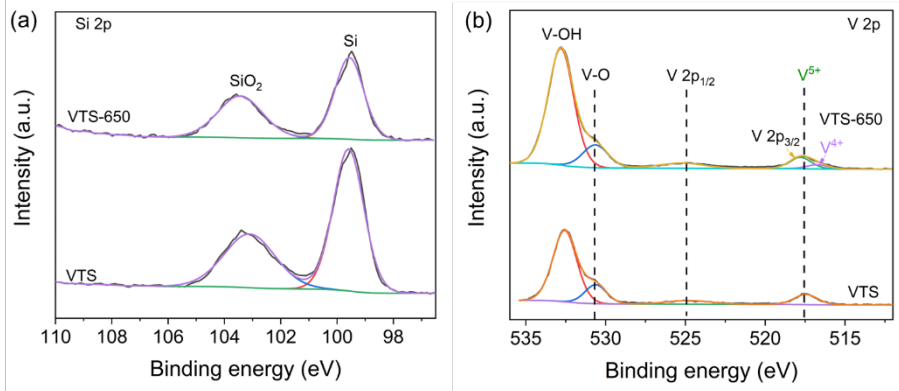 (a)
Si 2p
Si
SiO₂
VTS-650
VTS
Intensity (a.u.)
110 108 106 104 102 100 98
Binding energy (eV)
(b)
V 2p
V-OH
V-O
V 2p₁/₂
V⁵⁺
VTS-650
V 2p₃/₂
V⁴⁺
VTS
Intensity (a.u.)
535 530 525 520 515
Binding energy (eV)